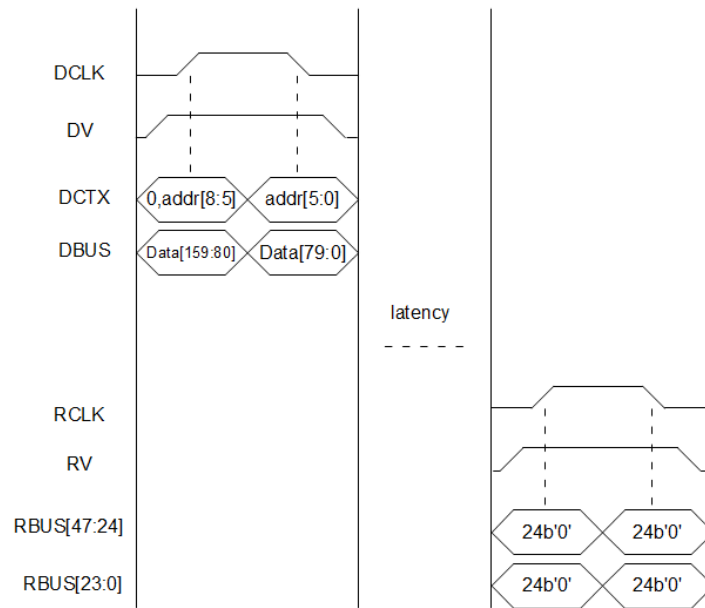 DCLK
DV
DCTX 0,addr[8:5] addr[5:0]
DBUS Data[159:80] Data[79:0]
latency
RCLK
RV
RBUS[47:24] 24b'0' 24b'0'
RBUS[23:0] 24b'0' 24b'0'